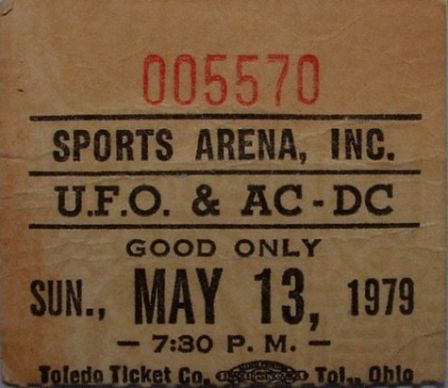 005570
SPORTS ARENA, INC.
U.F.O. & AC-DC
GOOD ONLY
SUN., MAY 13, 1979
— 7:30 P. M. —
Toledo Ticket Co. Tol., Ohio